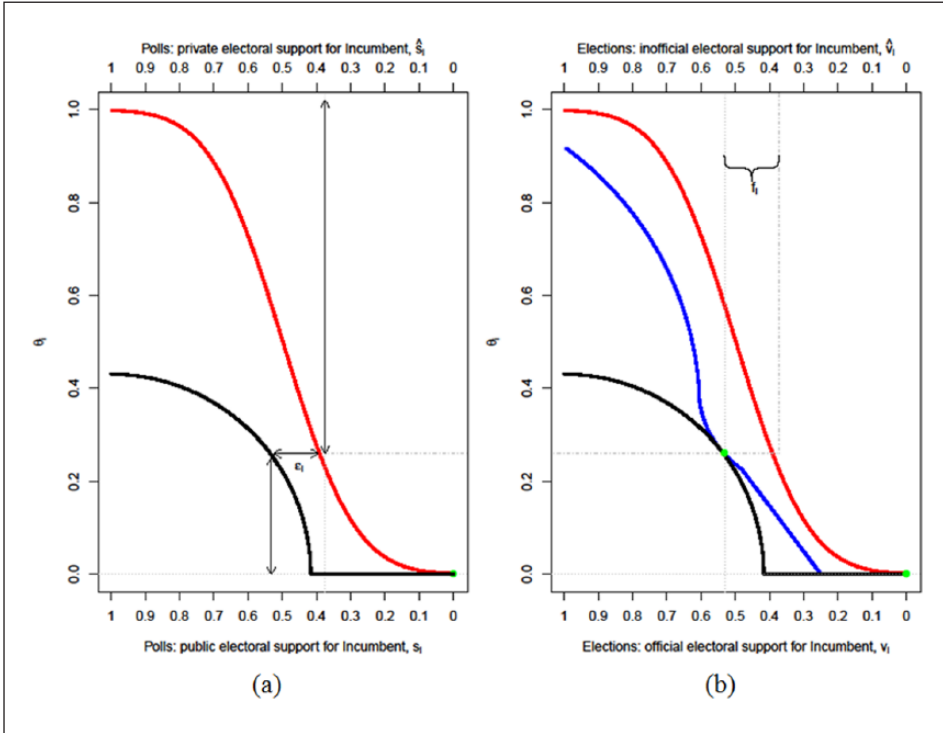 Polls: private electoral support for Incumbent, ŝI
1 0.9 0.8 0.7 0.6 0.5 0.4 0.3 0.2 0.1 0
1.0
0.8
0.6
0.4
0.2
0.0
θI
εI
1 0.9 0.8 0.7 0.6 0.5 0.4 0.3 0.2 0.1 0
Polls: public electoral support for Incumbent, sI
(a)
Elections: inofficial electoral support for Incumbent, v̂I
1 0.9 0.8 0.7 0.6 0.5 0.4 0.3 0.2 0.1 0
1.0
0.8
0.6
0.4
0.2
0.0
θI
fI
1 0.9 0.8 0.7 0.6 0.5 0.4 0.3 0.2 0.1 0
Elections: official electoral support for Incumbent, vI
(b)